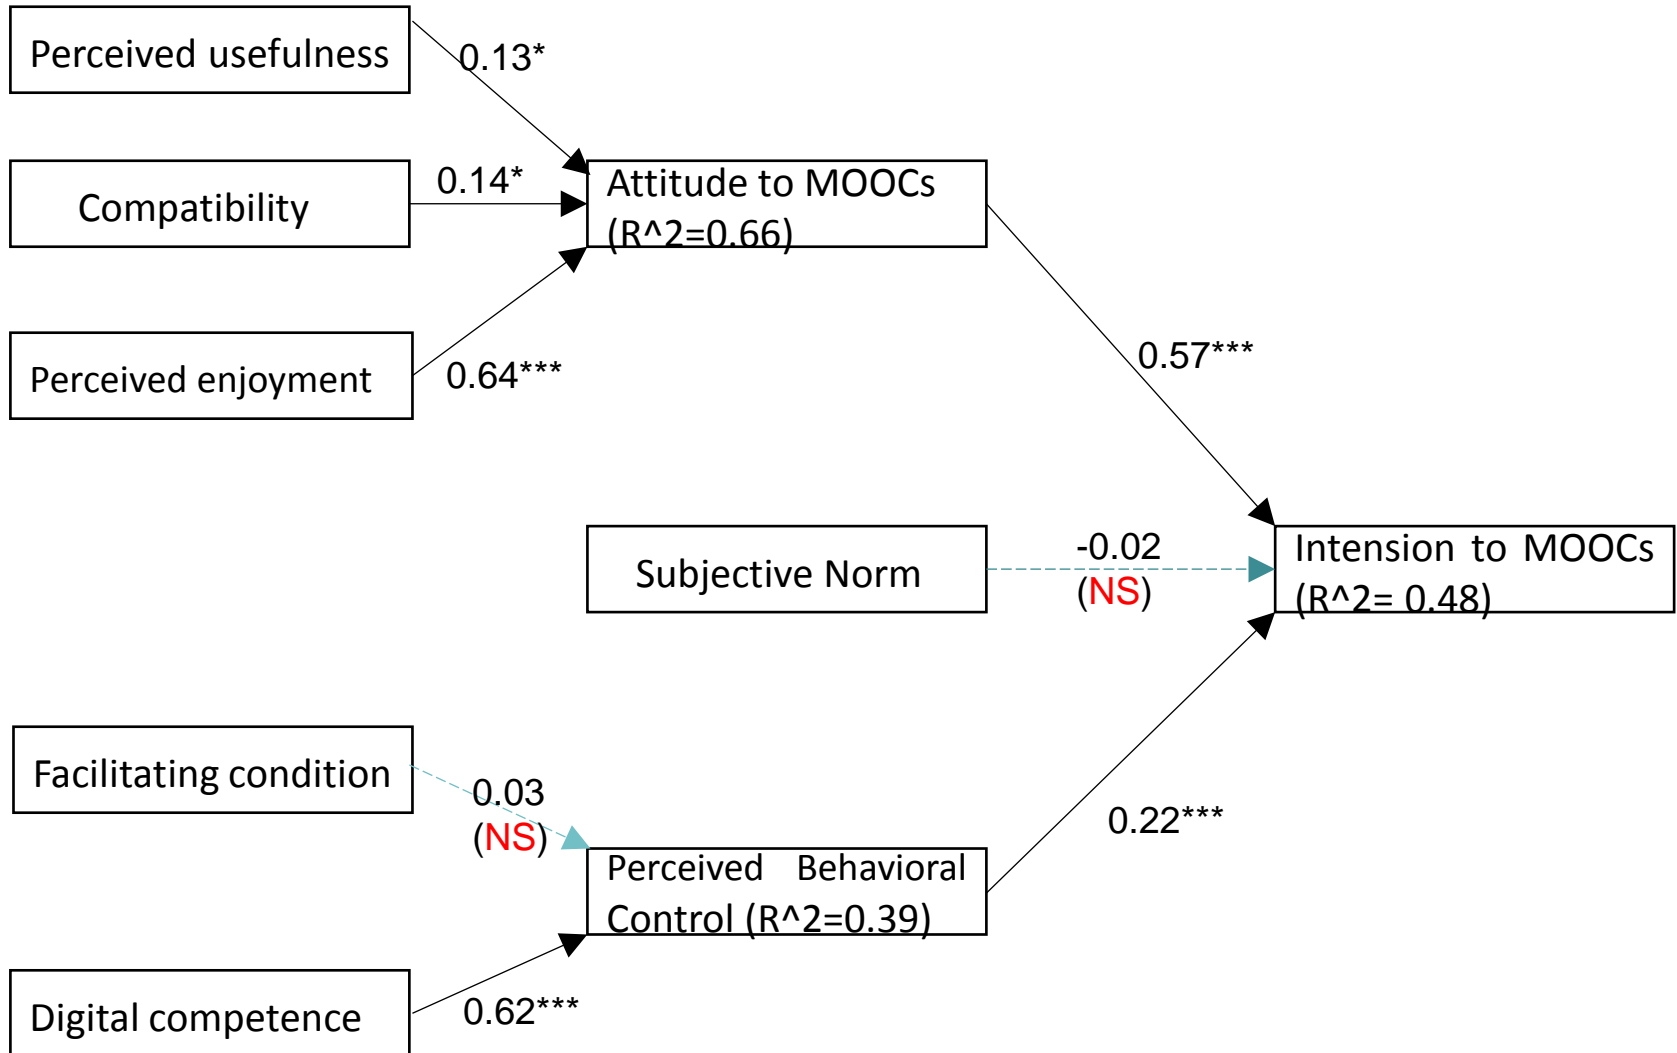 Perceived usefulness
0.13*
Compatibility
0.14*
Attitude to MOOCs
(R^2=0.66)
Perceived enjoyment
0.64***
0.57***
Subjective Norm
-0.02
(NS)
Intension to MOOCs
(R^2= 0.48)
Facilitating condition
0.03
(NS)
0.22***
Perceived Behavioral
Control (R^2=0.39)
Digital competence
0.62***